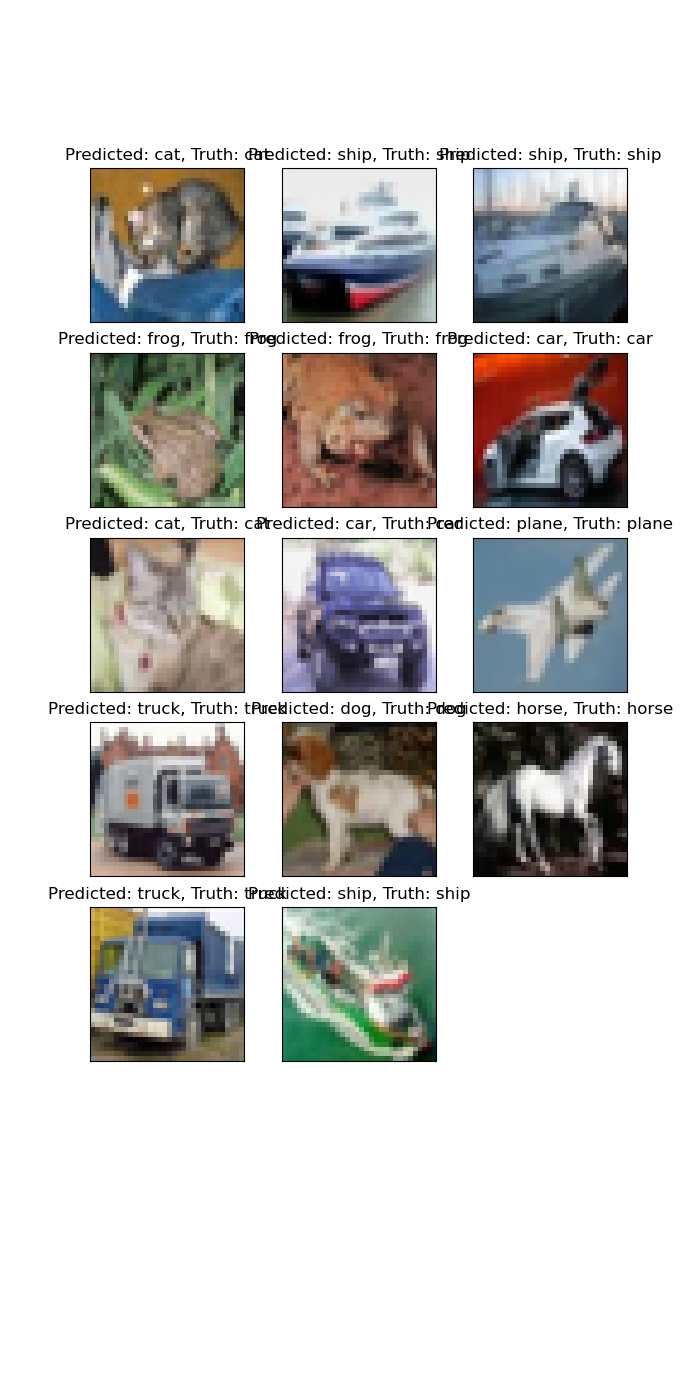 Predicted: cat, Truth: cat
Predicted: ship, Truth: ship
Predicted: ship, Truth: ship
Predicted: frog, Truth: frog
Predicted: frog, Truth: frog
Predicted: car, Truth: car
Predicted: cat, Truth: cat
Predicted: car, Truth: car
Predicted: plane, Truth: plane
Predicted: truck, Truth: truck
Predicted: dog, Truth: dog
Predicted: horse, Truth: horse
Predicted: truck, Truth: truck
Predicted: ship, Truth: ship